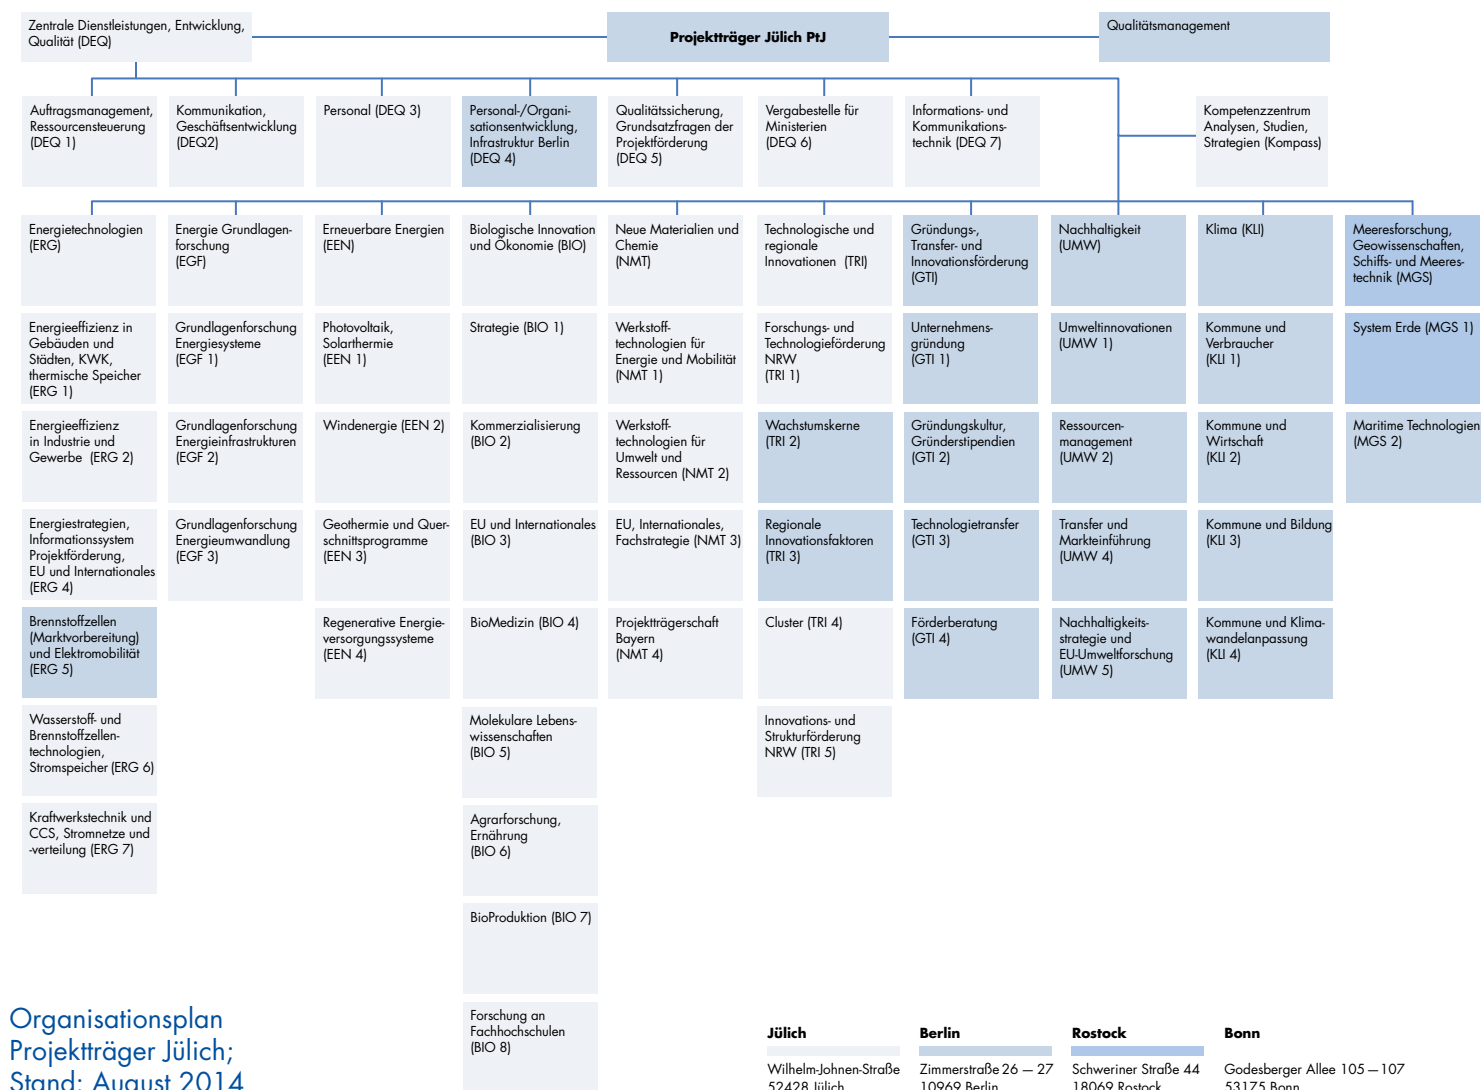 Zentrale Dienstleistungen, Entwicklung,
Qualität (DEQ)
Projektträger Jülich PtJ
Qualitätsmanagement
Auftragsmanagement,
Ressourcensteuerung
(DEQ 1)
Kommunikation,
Geschäftsentwicklung
(DEQ2)
Personal (DEQ 3)
Personal-/Organi-
sationsentwicklung,
Infrastruktur Berlin
(DEQ 4)
Qualitätssicherung,
Grundsatzfragen der
Projektförderung
(DEQ 5)
Vergabestelle für
Ministerien
(DEQ 6)
Informations- und
Kommunikations-
technik (DEQ 7)
Kompetenzzentrum
Analysen, Studien,
Strategien (Kompass)
Energietechnologien
(ERG)
Energie Grundlagen-
forschung
(EGF)
Erneuerbare Energien
(EEN)
Biologische Innovation
und Ökonomie (BIO)
Neue Materialien und
Chemie
(NMT)
Technologische und
regionale
Innovationen (TRI)
Gründungs-,
Transfer- und
Innovationsförderung
(GTI)
Nachhaltigkeit
(UMW)
Klima (KLI)
Meeresforschung,
Geowissenschaften,
Schiffs- und Meeres-
technik (MGS)
Energieeffizienz in
Gebäuden und
Städten, KWK,
thermische Speicher
(ERG 1)
Grundlagenforschung
Energiesysteme
(EGF 1)
Photovoltaik,
Solarthermie
(EEN 1)
Strategie (BIO 1)
Werkstoff-
technologien für
Energie und Mobilität
(NMT 1)
Forschungs- und
Technologieförderung
NRW
(TRI 1)
Unternehmens-
gründung
(GTI 1)
Umweltinnovationen
(UMW 1)
Kommune und
Verbraucher
(KLI 1)
System Erde (MGS 1)
Energieeffizienz
in Industrie und
Gewerbe (ERG 2)
Grundlagenforschung
Energieinfrastrukturen
(EGF 2)
Windenergie (EEN 2)
Kommerzialisierung
(BIO 2)
Werkstoff-
technologien für
Umwelt und
Ressourcen (NMT 2)
Wachstumskerne
(TRI 2)
Gründungskultur,
Gründerstipendien
(GTI 2)
Ressourcen-
management
(UMW 2)
Kommune und
Wirtschaft
(KLI 2)
Maritime Technologien
(MGS 2)
Energiestrategien,
Informationssystem
Projektförderung,
EU und Internationales
(ERG 4)
Grundlagenforschung
Energieumwandlung
(EGF 3)
Geothermie und Quer-
schnittsprogramme
(EEN 3)
EU und Internationales
(BIO 3)
EU, Internationales,
Fachstrategie (NMT 3)
Regionale
Innovationsfaktoren
(TRI 3)
Technologietransfer
(GTI 3)
Transfer und
Markteinführung
(UMW 4)
Kommune und Bildung
(KLI 3)
Brennstoffzellen
(Marktvorbereitung)
und Elektromobilität
(ERG 5)
Regenerative Energie-
versorgungssysteme
(EEN 4)
BioMedizin (BIO 4)
Projektträgerschaft
Bayern
(NMT 4)
Cluster (TRI 4)
Förderberatung
(GTI 4)
Nachhaltigkeits-
strategie und
EU-Umweltforschung
(UMW 5)
Kommune und Klima-
wandelanpassung
(KLI 4)
Wasserstoff- und
Brennstoffzellen-
technologien,
Stromspeicher (ERG 6)
Molekulare Lebens-
wissenschaften
(BIO 5)
Innovations- und
Strukturförderung
NRW (TRI 5)
Kraftwerkstechnik und
CCS, Stromnetze und
-verteilung (ERG 7)
Agrarforschung,
Ernährung
(BIO 6)
BioProduktion (BIO 7)
Forschung an
Fachhochschulen
(BIO 8)
Organisationsplan
Projektträger Jülich;
Stand: August 2014
Jülich
Wilhelm-Johnen-Straße
52428 Jülich
Berlin
Zimmerstraße 26 – 27
10969 Berlin
Rostock
Schweriner Straße 44
18069 Rostock
Bonn
Godesberger Allee 105 – 107
53175 Bonn